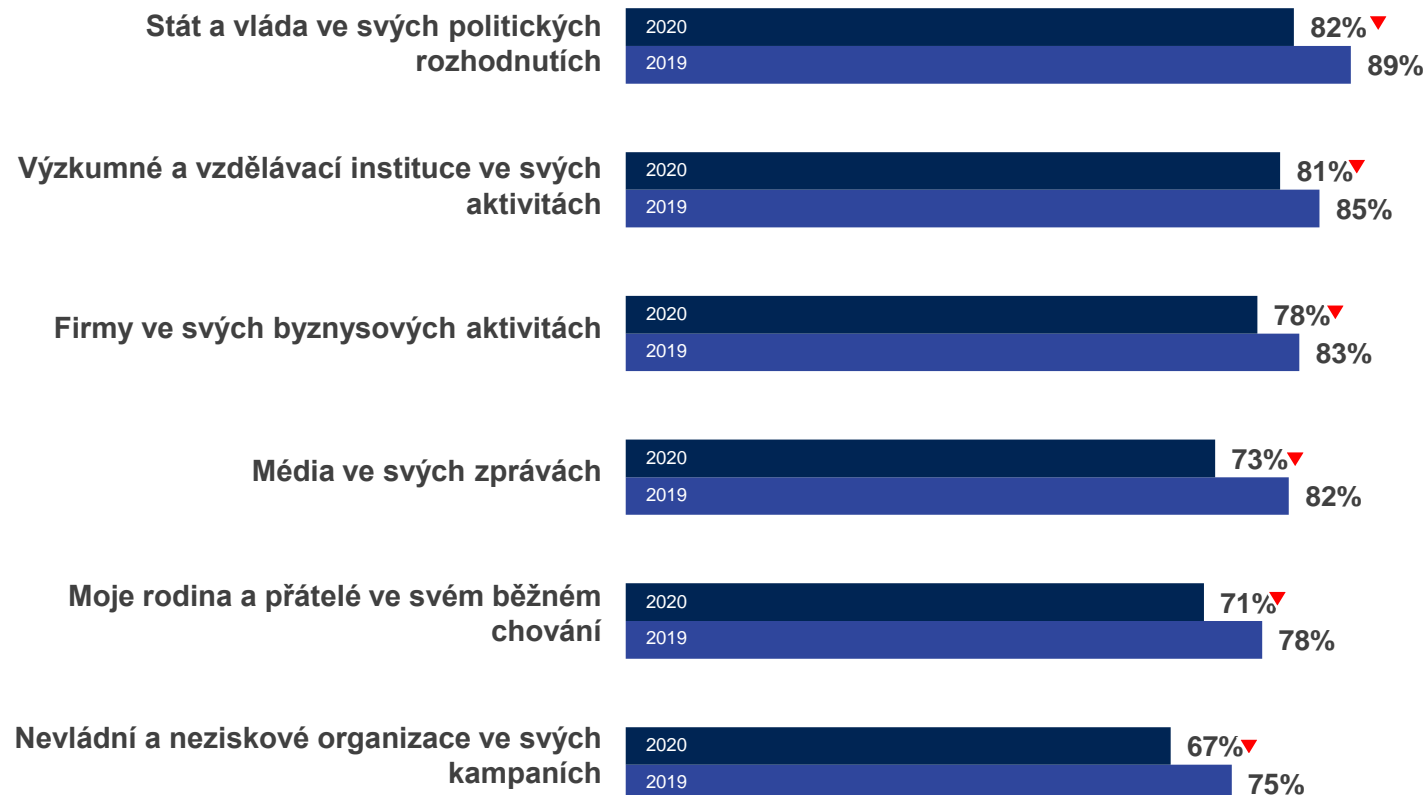 Stát a vláda ve svých politických
rozhodnutích
2020
82%
2019
89%
Výzkumné a vzdělávací instituce ve svých
aktivitách
2020
81%
2019
85%
Firmy ve svých byznysových aktivitách
2020
78%
2019
83%
Média ve svých zprávách
2020
73%
2019
82%
Moje rodina a přátelé ve svém běžném
chování
2020
71%
2019
78%
Nevládní a neziskové organizace ve svých
kampaních
2020
67%
2019
75%